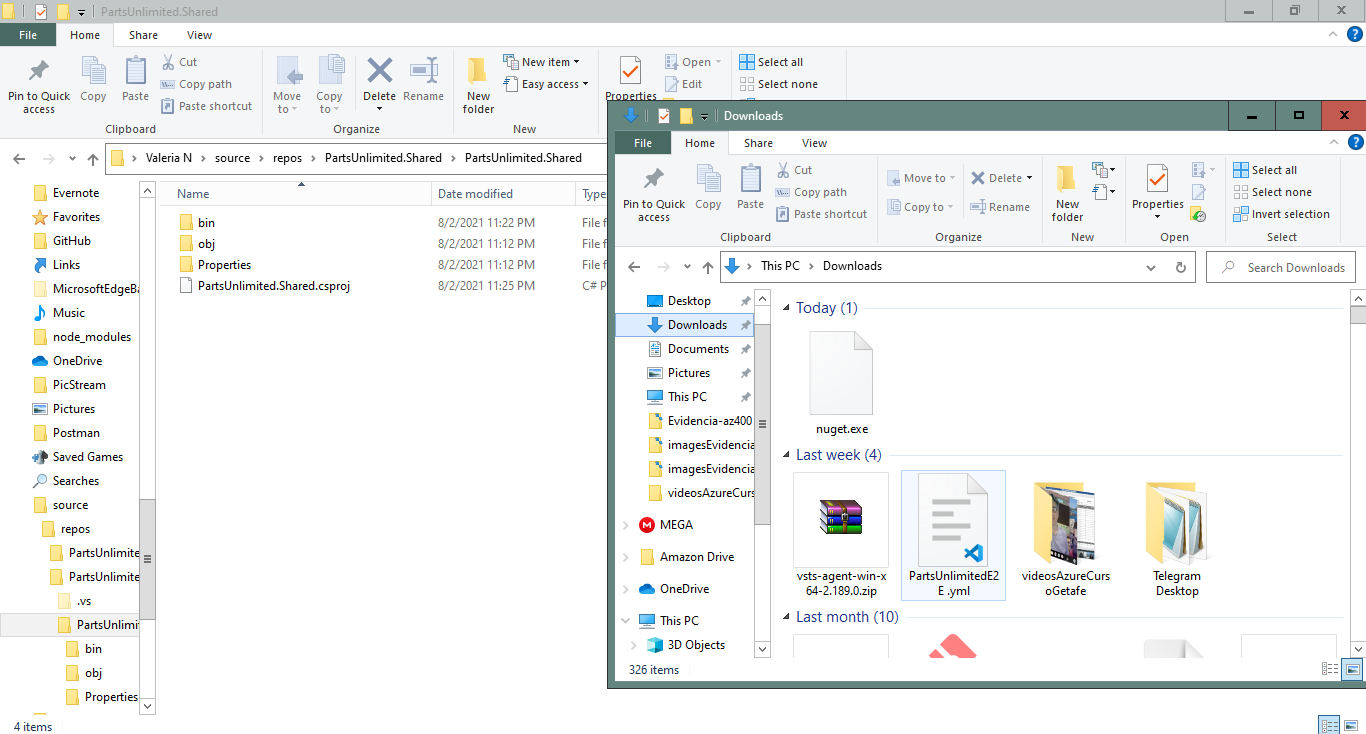 PartsUnlimited.Shared
File Home Share View
Pin to Quick access
Copy
Paste
Cut
Copy path
Paste shortcut
Clipboard
Move to
Copy to
Delete
Rename
Organize
New folder
New item
Easy access
New
Properties
Open
Edit
Select all
Select none
Valeria N > source > repos > PartsUnlimited.Shared > PartsUnlimited.Shared
Evernote
Favorites
GitHub
Links
MicrosoftEdgeBa
Music
node_modules
OneDrive
PicStream
Pictures
Postman
Saved Games
Searches
source
repos
PartsUnlimite
PartsUnlimite
.vs
PartsUnlimit
bin
obj
Properties
Name Date modified Type
bin 8/2/2021 11:22 PM File f
obj 8/2/2021 11:12 PM File f
Properties 8/2/2021 11:12 PM File f
PartsUnlimited.Shared.csproj 8/2/2021 11:25 PM C# P
4 items
Downloads
File Home Share View
Pin to Quick access
Copy
Paste
Cut
Copy path
Paste shortcut
Clipboard
Move to
Copy to
Delete
Rename
Organize
New folder
New
Properties
Open
Select all
Select none
Invert selection
Select
This PC > Downloads
Search Downloads
Desktop
Downloads
Documents
Pictures
This PC
Evidencia-az400
imagesEvidencia
imagesEvidencia
videosAzureCurs
MEGA
Amazon Drive
OneDrive
This PC
3D Objects
Today (1)
nuget.exe
Last week (4)
vsts-agent-win-x
64-2.189.0.zip
PartsUnlimitedE2
E .yml
videosAzureCurs
oGetafe
Telegram
Desktop
Last month (10)
326 items